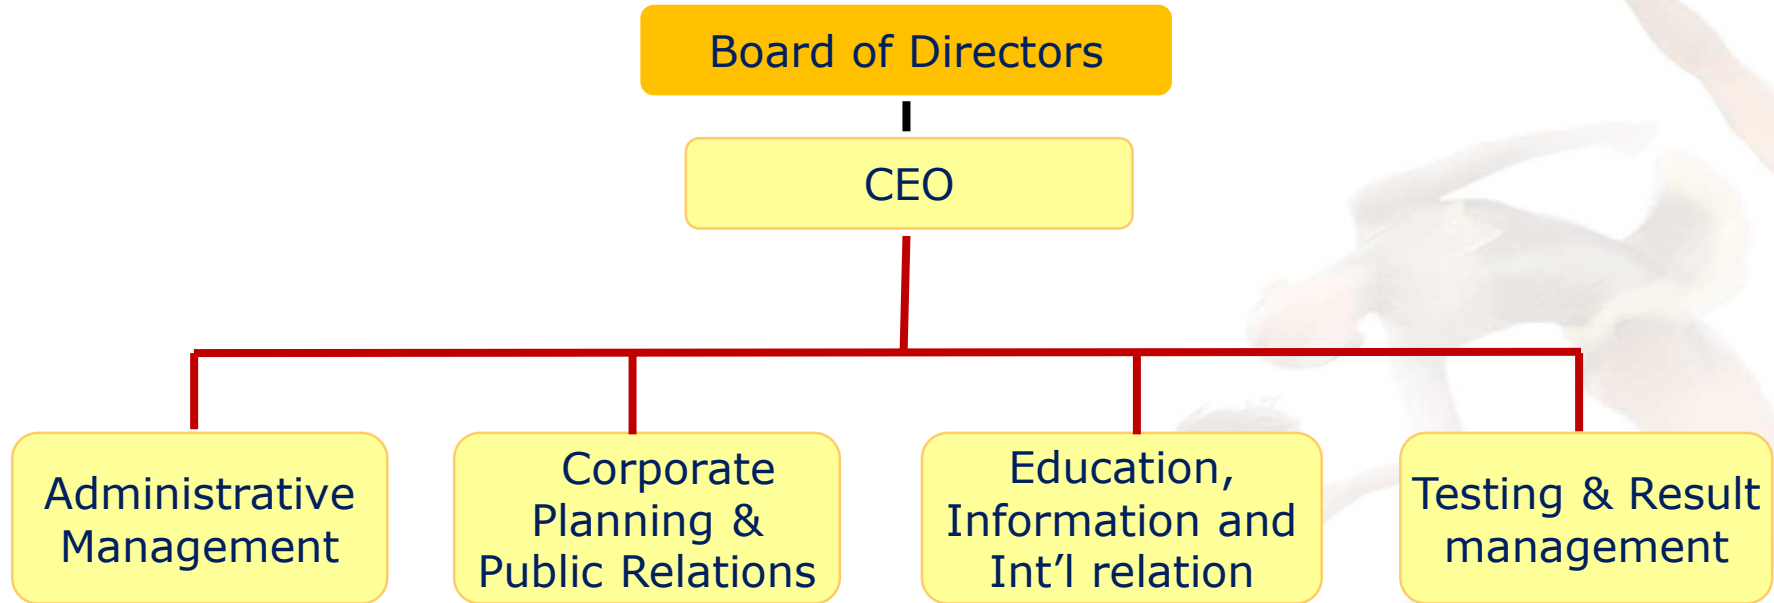 Board of Directors
CEO
Administrative
Management
Corporate
Planning &
Public Relations
Education,
Information and
Int’l relation
Testing & Result
management